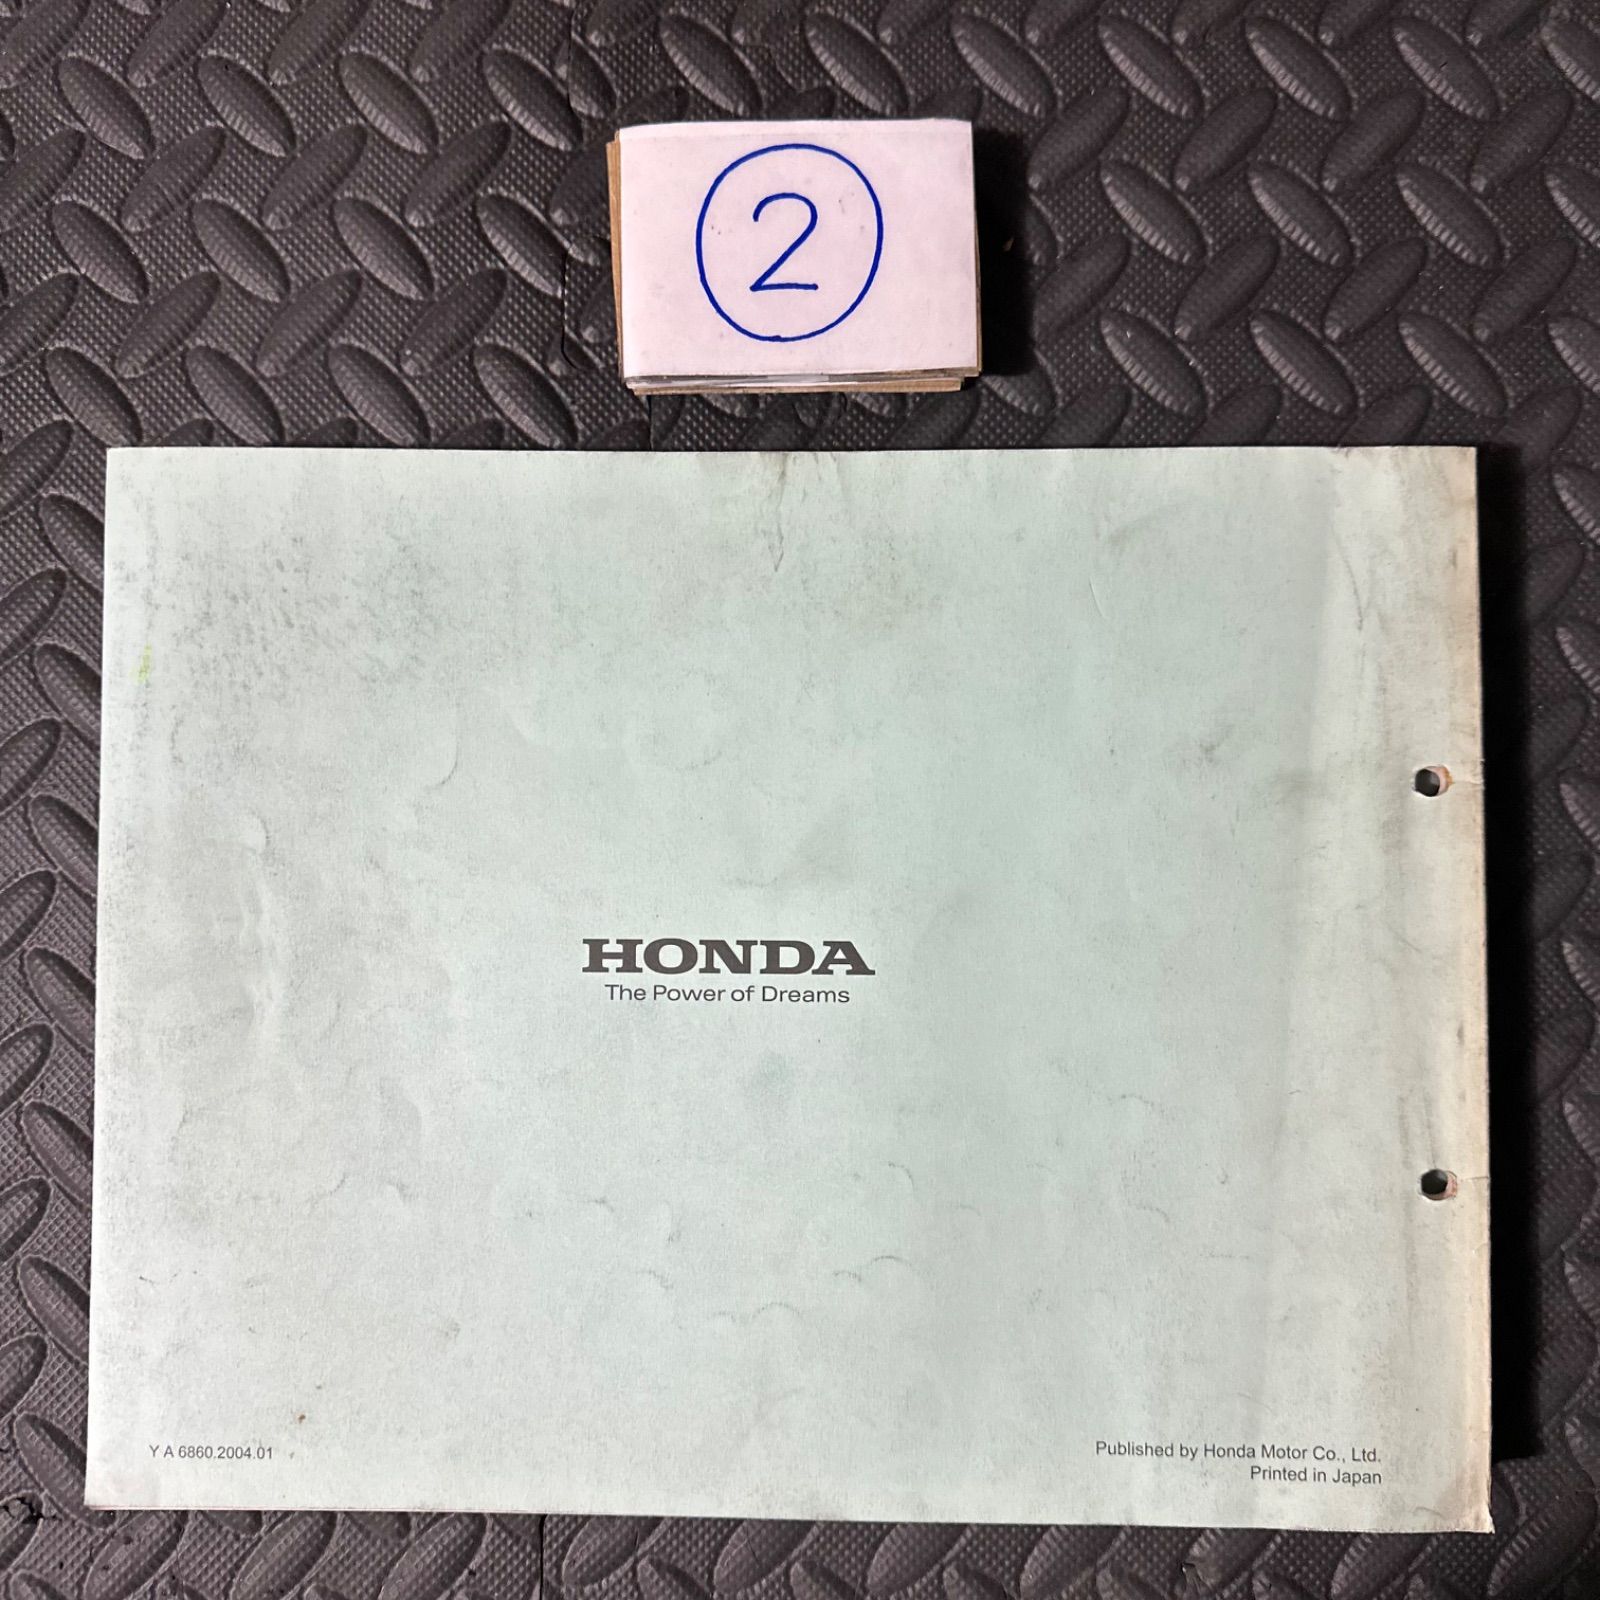 ②
HONDA
The Power of Dreams
Y A 6860.2004.01
Published by Honda Motor Co., Ltd.
Printed in Japan